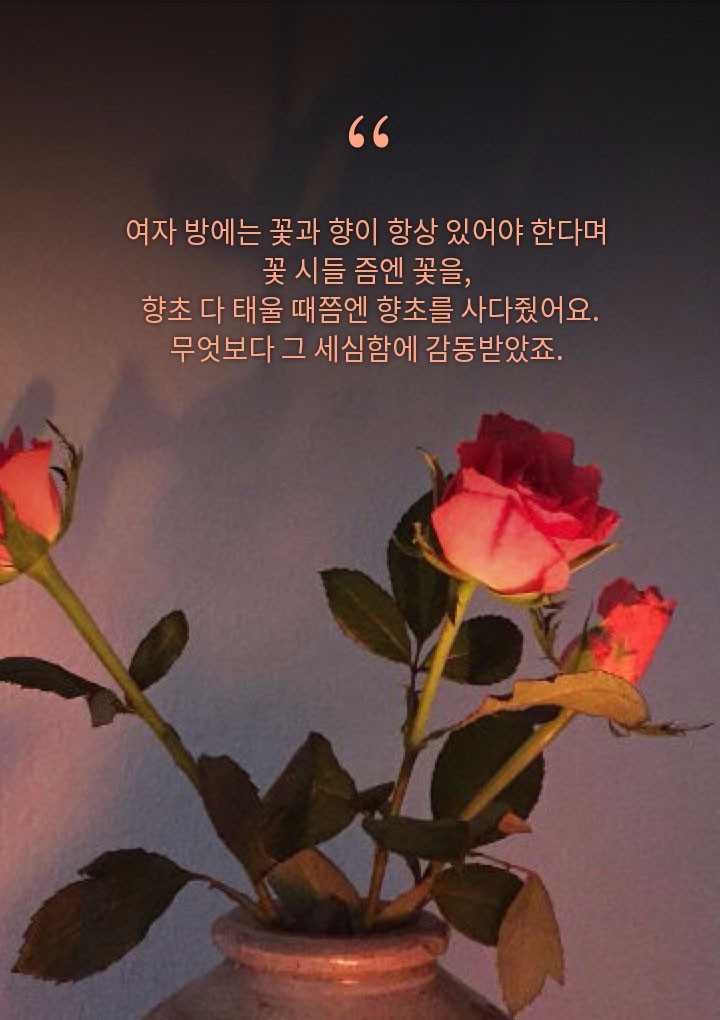 “
여자 방에는 꽃과 향이 항상 있어야 한다며
꽃 시들 즘엔 꽃을,
향초 다 태울 때쯤엔 향초를 사다줬어요.
무엇보다 그 세심함에 감동받았죠.